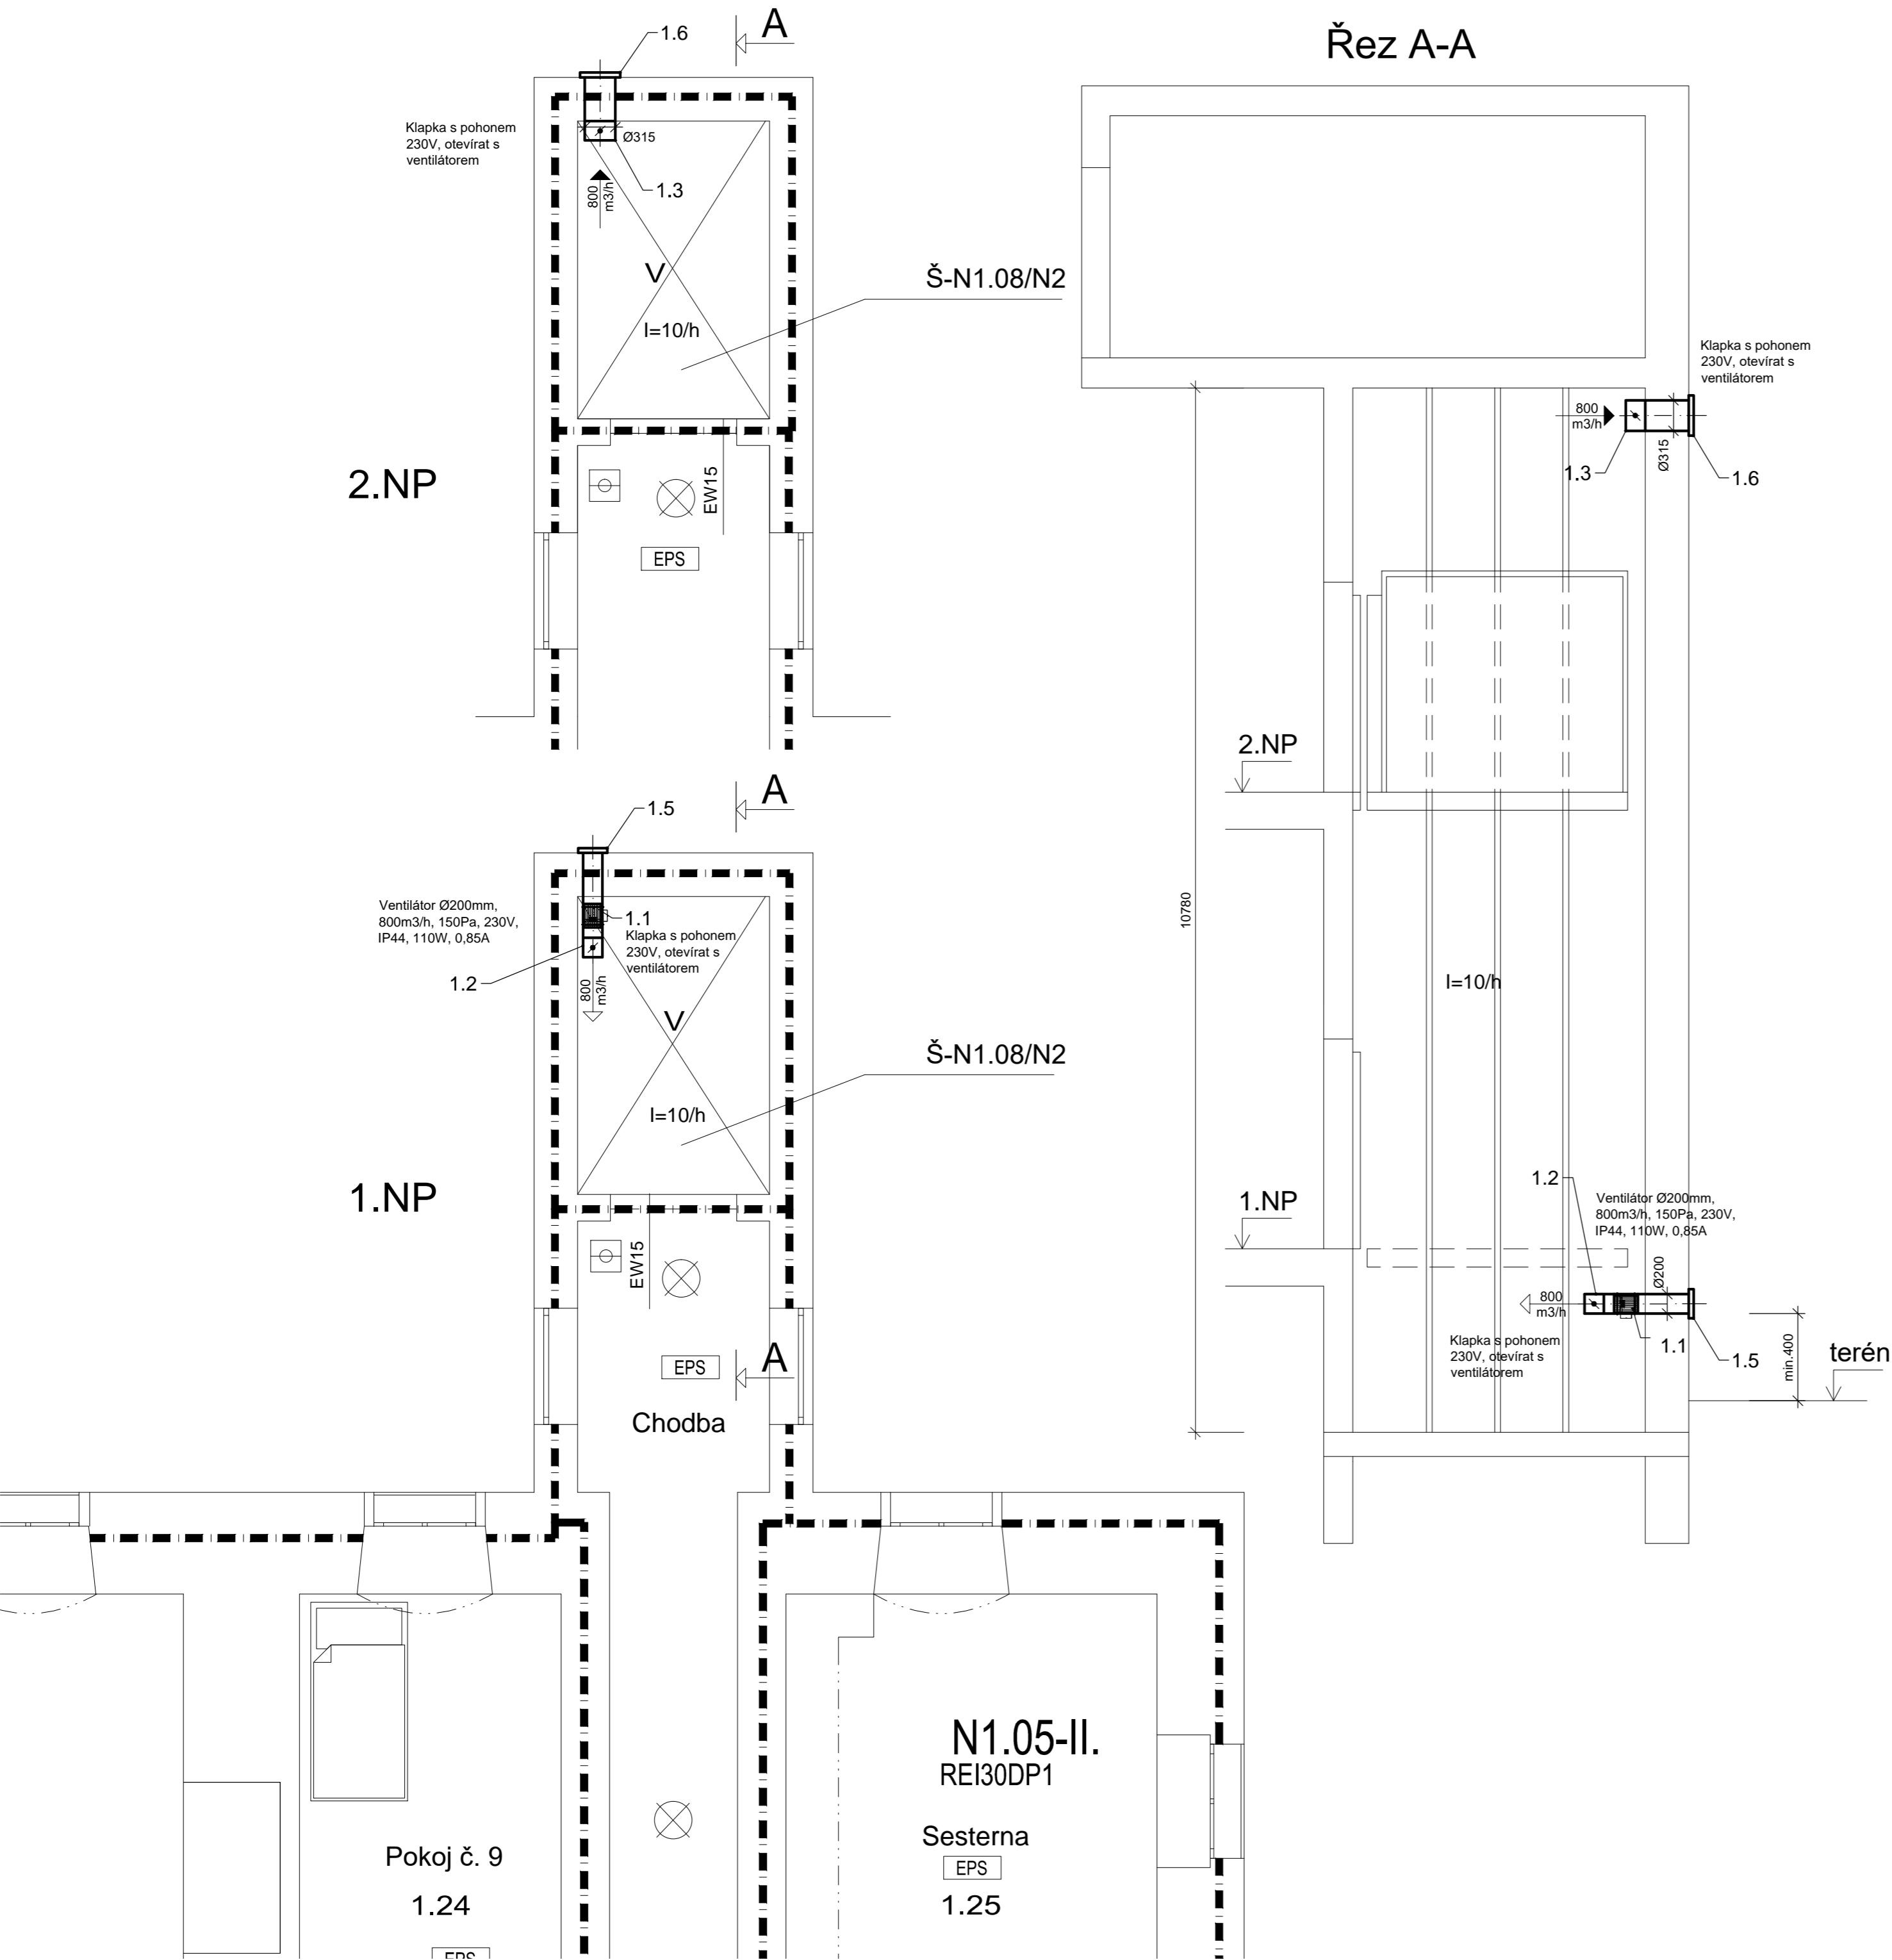 A
1.6
Řez A-A
Klapka s pohonem
230V, otevírat s
ventilátorem
Ø315
800
m3/h
1.3
V
I=10/h
Š-N1.08/N2
2.NP
EW15
EPS
Klapka s pohonem
230V, otevírat s
ventilátorem
800
m3/h
Ø315
1.3
1.6
2.NP
10780
I=10/h
1.NP
1.2
Ventilátor Ø200mm,
800m3/h, 150Pa, 230V,
IP44, 110W, 0,85A
Ø200
800
m3/h
Klapka s pohonem
230V, otevírat s
ventilátorem
1.1
1.5
min.400
terén
A
1.5
Ventilátor Ø200mm,
800m3/h, 150Pa, 230V,
IP44, 110W, 0,85A
1.1
Klapka s pohonem
230V, otevírat s
ventilátorem
1.2
800
m3/h
V
Š-N1.08/N2
I=10/h
1.NP
EW15
EPS
A
Chodba
N1.05-II.
REI30DP1
Sesterna
EPS
1.25
Pokoj č. 9
1.24
EPS